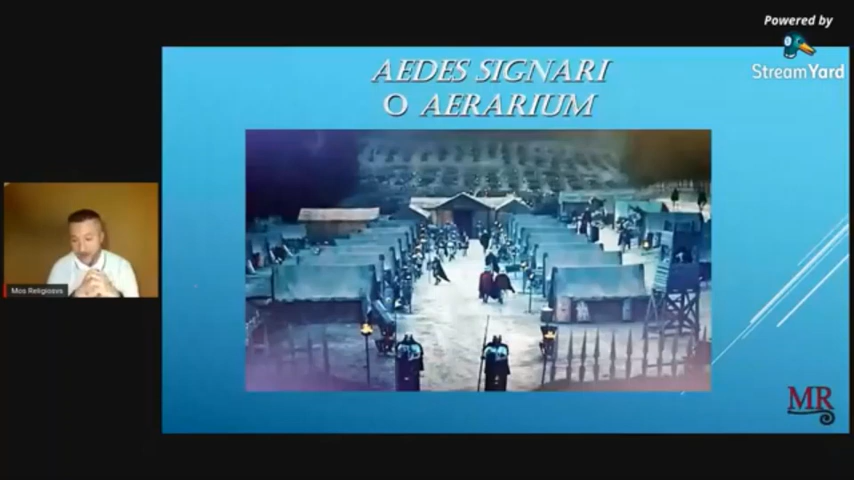 Powered by
StreamYard
AEDES SIGNARI
O AERARIUM
Mos Religiosvs
MR